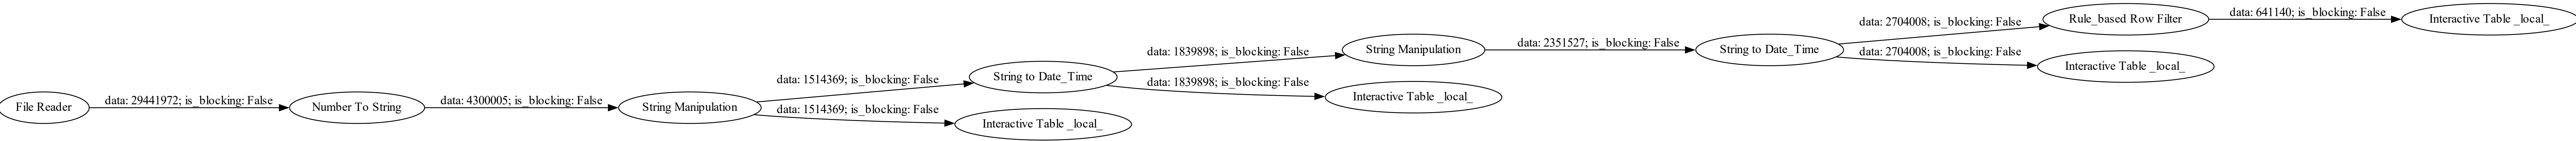 File Reader
data: 29441972; is_blocking: False
Number To String
data: 4300005; is_blocking: False
String Manipulation
data: 1514369; is_blocking: False
data: 1514369; is_blocking: False
String to Date_Time
Interactive Table _local_
data: 1839898; is_blocking: False
data: 1839898; is_blocking: False
String Manipulation
Interactive Table _local_
data: 2351527; is_blocking: False
String to Date_Time
data: 2704008; is_blocking: False
data: 2704008; is_blocking: False
Rule_based Row Filter
Interactive Table _local_
data: 641140; is_blocking: False
Interactive Table _local_